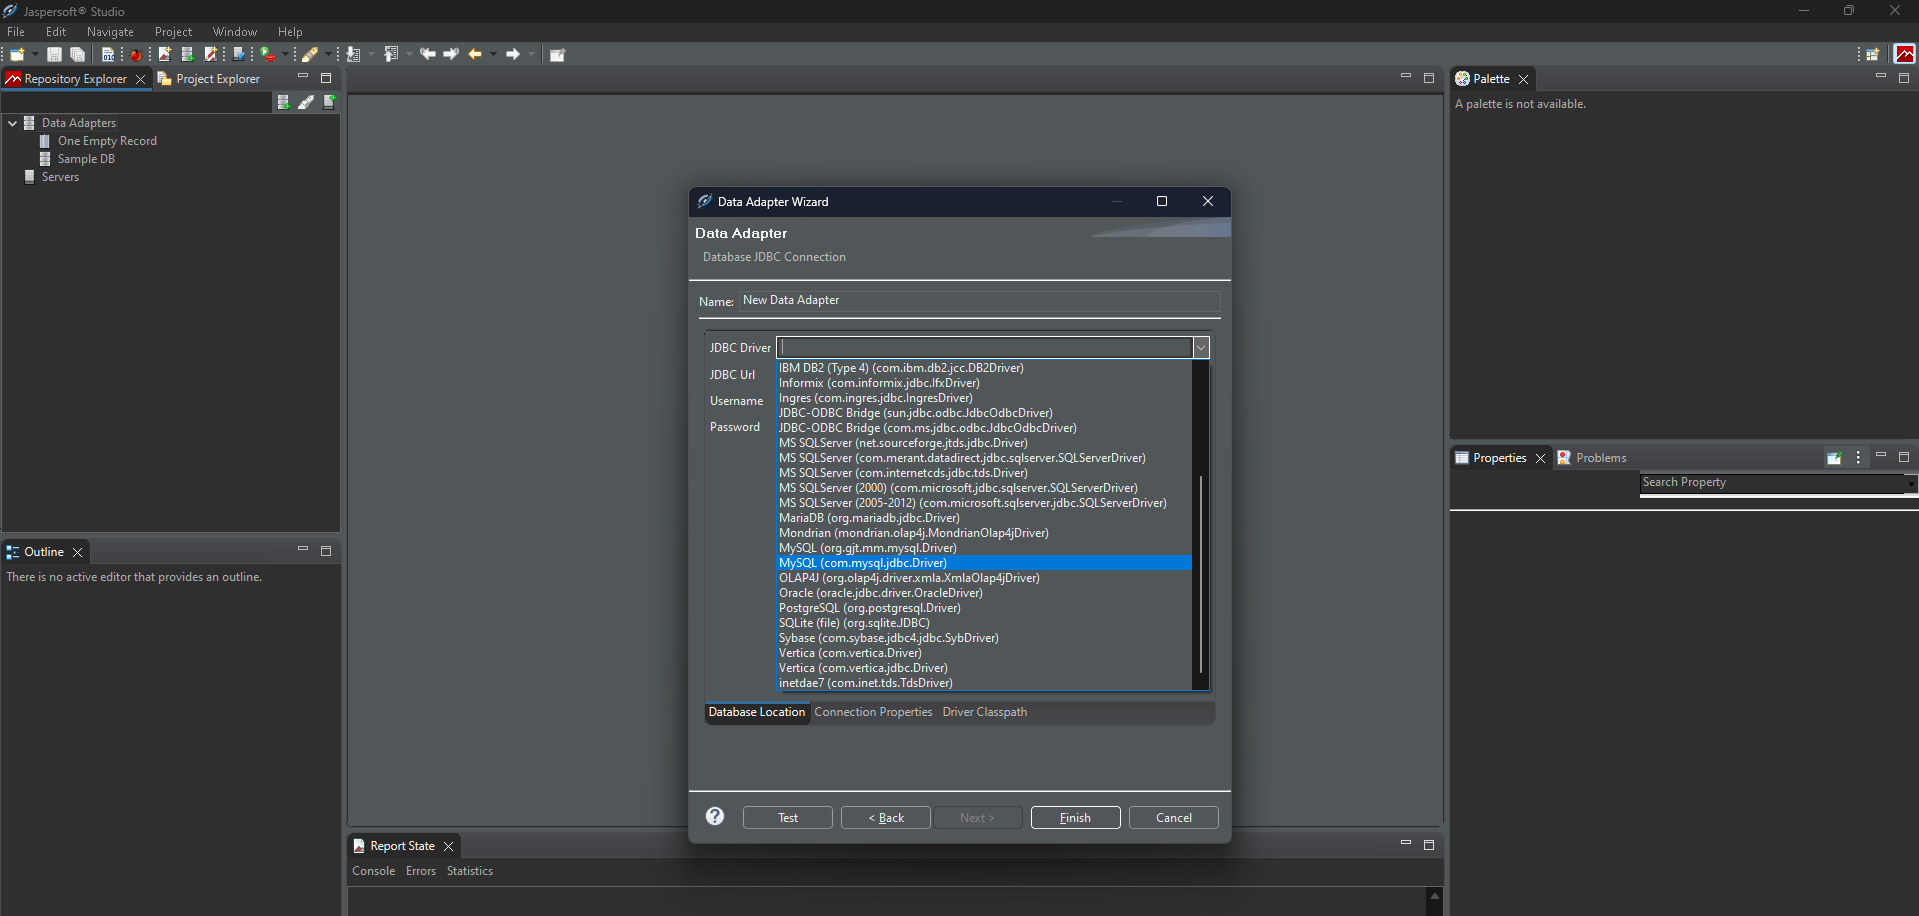 Jaspersoft® Studio
File Edit Navigate Project Window Help
Repository Explorer Project Explorer
Data Adapters
One Empty Record
Sample DB
Servers
Outline
There is no active editor that provides an outline.
Data Adapter Wizard
Data Adapter
Database JDBC Connection
Name: New Data Adapter
JDBC Driver
JDBC Url
Username
Password
IBM DB2 (Type 4) (com.ibm.db2.jcc.DB2Driver)
Informix (com.informix.jdbc.IfxDriver)
Ingres (com.ingres.jdbc.IngresDriver)
JDBC-ODBC Bridge (sun.jdbc.odbc.JdbcOdbcDriver)
JDBC-ODBC Bridge (com.ms.jdbc.odbc.JdbcOdbcDriver)
MS SQLServer (net.sourceforge.jtds.jdbc.Driver)
MS SQLServer (com.merant.datadirect.jdbc.sqlserver.SQLServerDriver)
MS SQLServer (com.internetcds.jdbc.tds.Driver)
MS SQLServer (2000) (com.microsoft.jdbc.sqlserver.SQLServerDriver)
MS SQLServer (2005-2012) (com.microsoft.sqlserver.jdbc.SQLServerDriver)
MariaDB (org.mariadb.jdbc.Driver)
Mondrian (mondrian.olap4j.MondrianOlap4jDriver)
MySQL (org.gjt.mm.mysql.Driver)
MySQL (com.mysql.jdbc.Driver)
OLAP4J (org.olap4j.driver.xmla.XmlaOlap4jDriver)
Oracle (oracle.jdbc.driver.OracleDriver)
PostgreSQL (org.postgresql.Driver)
SQLite (file) (org.sqlite.JDBC)
Sybase (com.sybase.jdbc4.jdbc.SybDriver)
Vertica (com.vertica.Driver)
Vertica (com.vertica.jdbc.Driver)
inetdae7 (com.inet.tds.TdsDriver)
Database Location Connection Properties Driver Classpath
? Test < Back Next > Finish Cancel
Report State
Console Errors Statistics
Palette
A palette is not available.
Properties Problems
Search Property